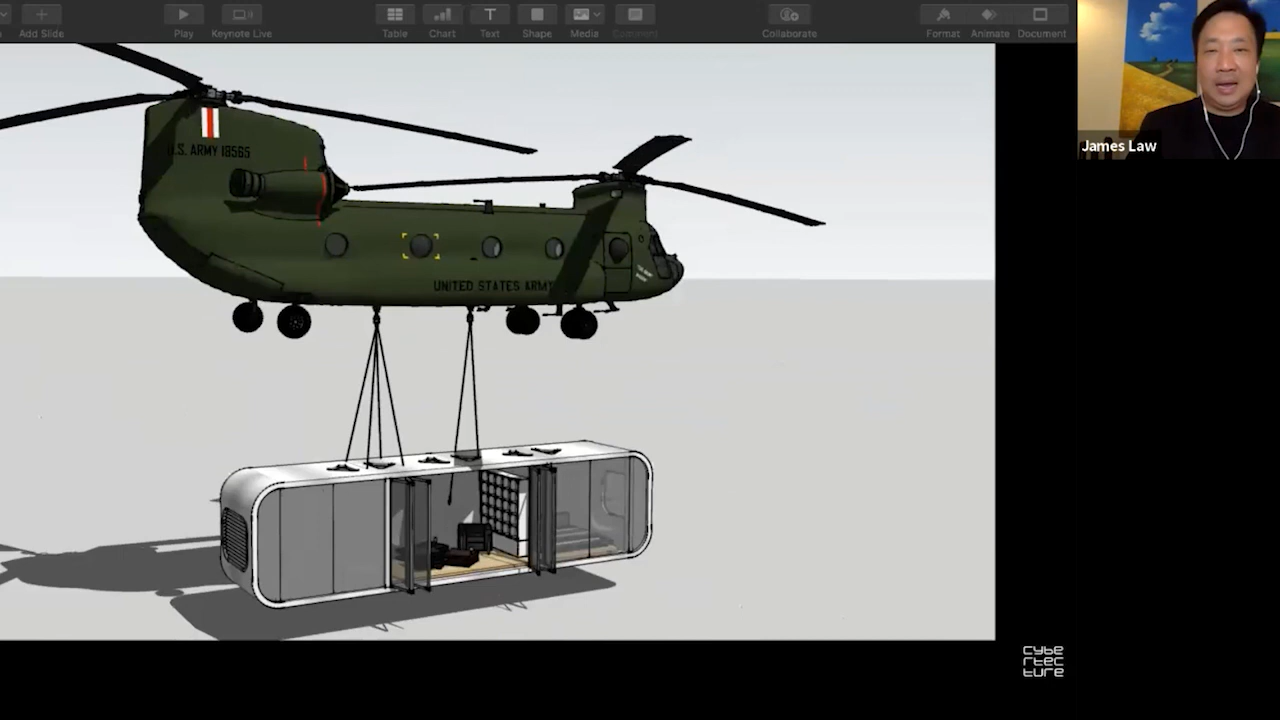 Add Slide
Play
Keynote Live
Table
Chart
Text
Shape
Media
Comment
Collaborate
Format
Animate
Document
James Law
U.S. ARMY 18565
UNITED STATES ARMY
cybe
rtec
ture